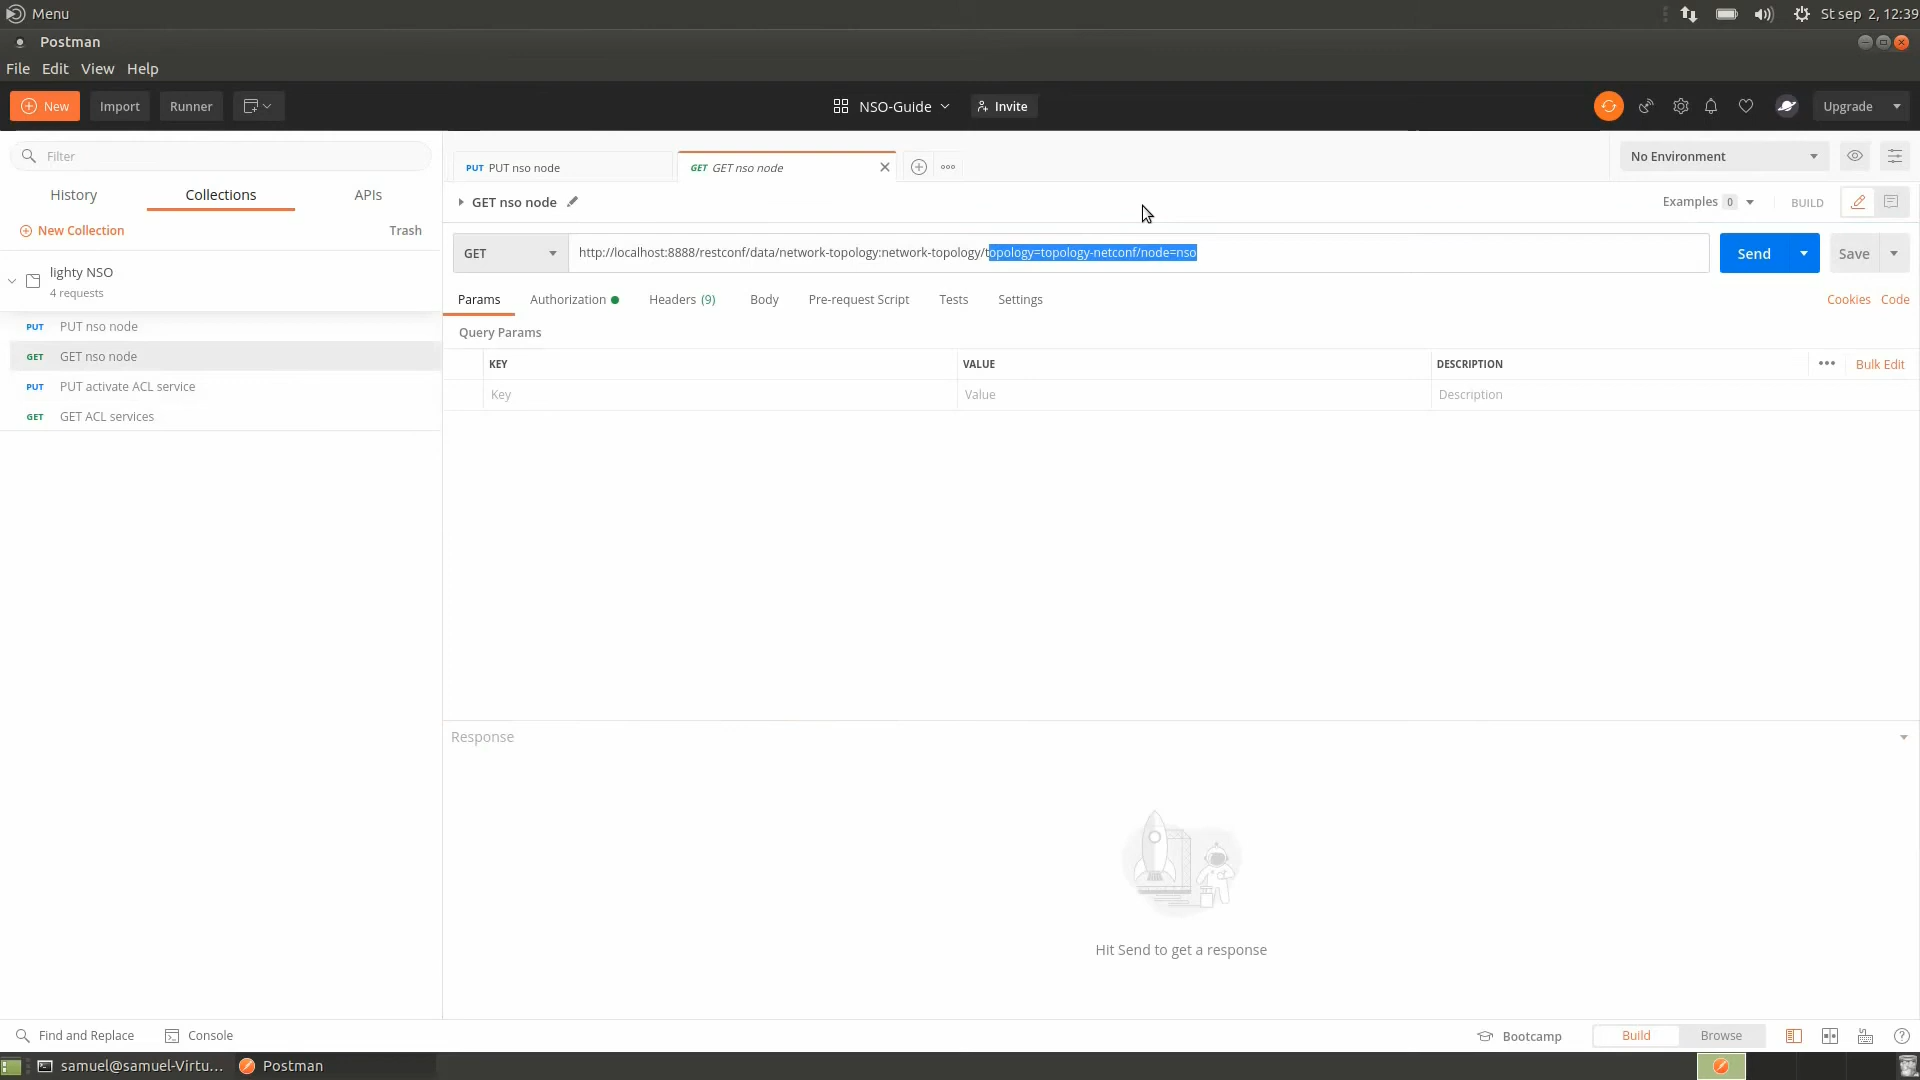 Menu
St sep 2, 12:39
Postman
File Edit View Help
New Import Runner NSO-Guide Invite Upgrade
Filter
PUT PUT nso node GET GET nso node
No Environment
History Collections APIs
GET nso node
Examples 0 BUILD
New Collection Trash
GET http://localhost:8888/restconf/data/network-topology:network-topology/topology=topology-netconf/node=nso Send Save
lighty NSO
4 requests
Params Authorization Headers (9) Body Pre-request Script Tests Settings Cookies Code
PUT PUT nso node
Query Params
GET GET nso node
KEY VALUE DESCRIPTION Bulk Edit
PUT PUT activate ACL service
Key Value Description
GET GET ACL services
Response
Hit Send to get a response
Find and Replace Console Bootcamp Build Browse
samuel@samuel-Virtu... Postman